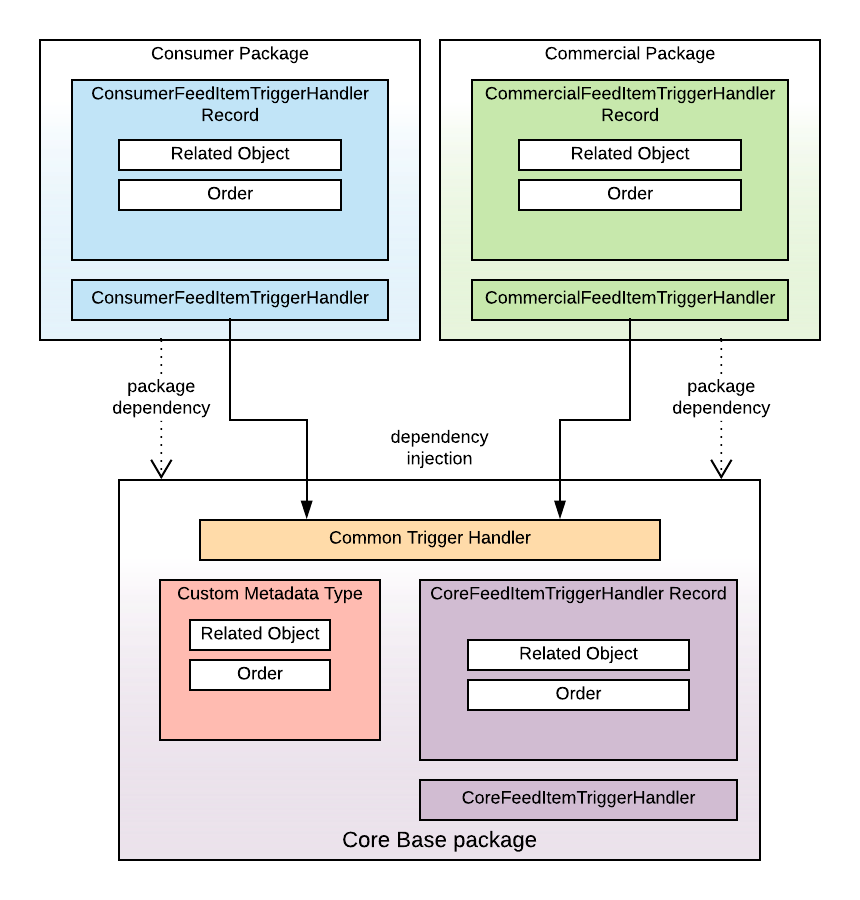 Consumer Package
ConsumerFeedItemTriggerHandler
Record
Related Object
Order
ConsumerFeedItemTriggerHandler
Commercial Package
CommercialFeedItemTriggerHandler
Record
Related Object
Order
CommercialFeedItemTriggerHandler
package
dependency
dependency
injection
package
dependency
Common Trigger Handler
Custom Metadata Type
Related Object
Order
CoreFeedItemTriggerHandler Record
Related Object
Order
CoreFeedItemTriggerHandler
Core Base package